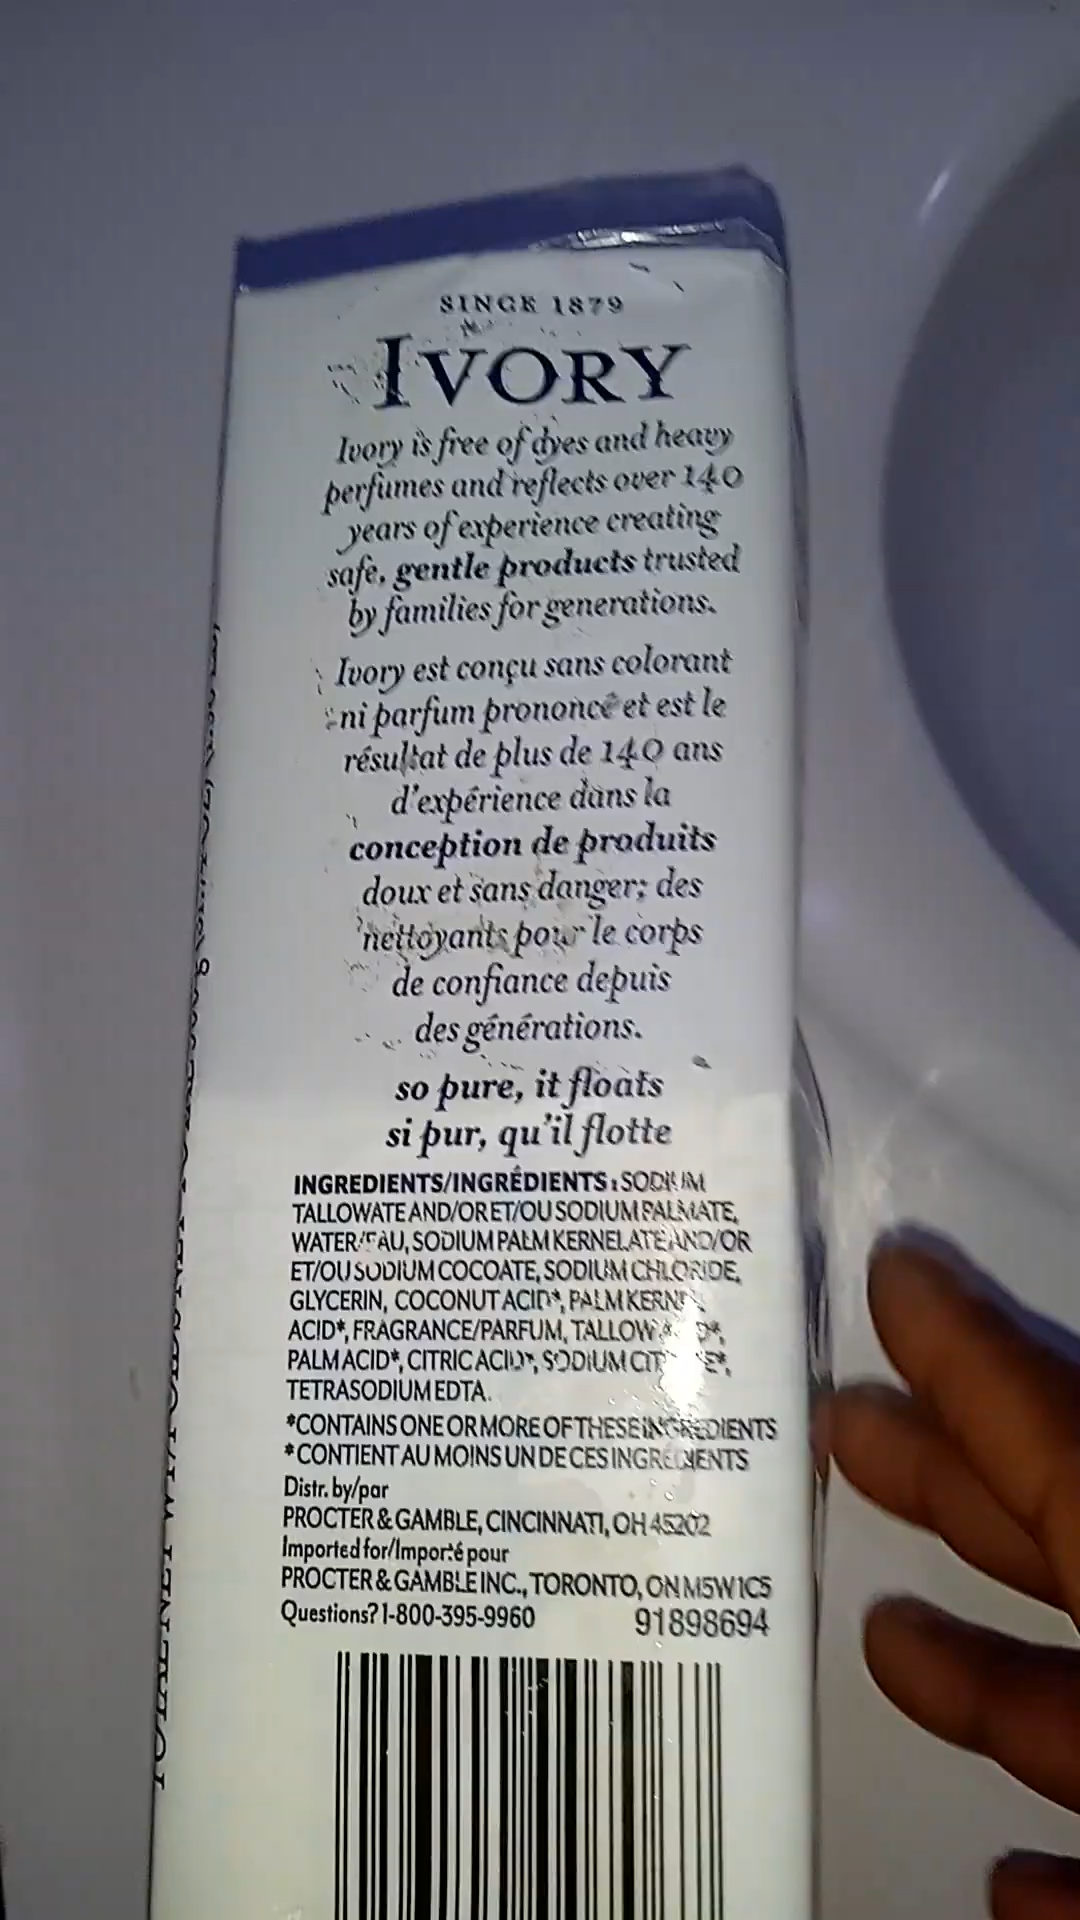 SINCE 1879
IVORY
Ivory is free of dyes and heavy
perfumes and reflects over 140
years of experience creating
safe, gentle products trusted
by families for generations.
Ivory est conçu sans colorant
ni parfum prononcé et est le
résultat de plus de 140 ans
d'expérience dans la
conception de produits
doux et sans danger; des
nettoyants pour le corps
de confiance depuis
des générations.
so pure, it floats
si pur, qu'il flotte
INGREDIENTS/INGRÉDIENTS: SODIUM
TALLOWATE AND/OR ET/OU SODIUM PALMATE,
WATER/EAU, SODIUM PALM KERNELATE AND/OR
ET/OU SODIUM COCOATE, SODIUM CHLORIDE,
GLYCERIN, COCONUT ACID*, PALM KERNEL
ACID*, FRAGRANCE/PARFUM, TALLOW ACID*,
PALM ACID*, CITRIC ACID*, SODIUM CITRATE*,
TETRASODIUM EDTA.
*CONTAINS ONE OR MORE OF THESE INGREDIENTS
*CONTIENT AU MOINS UN DE CES INGRÉDIENTS
Distr. by/par
PROCTER & GAMBLE, CINCINNATI, OH 45202
Imported for/Importé pour
PROCTER & GAMBLE INC., TORONTO, ON M5W 1C5
Questions? 1-800-395-9960 91898694